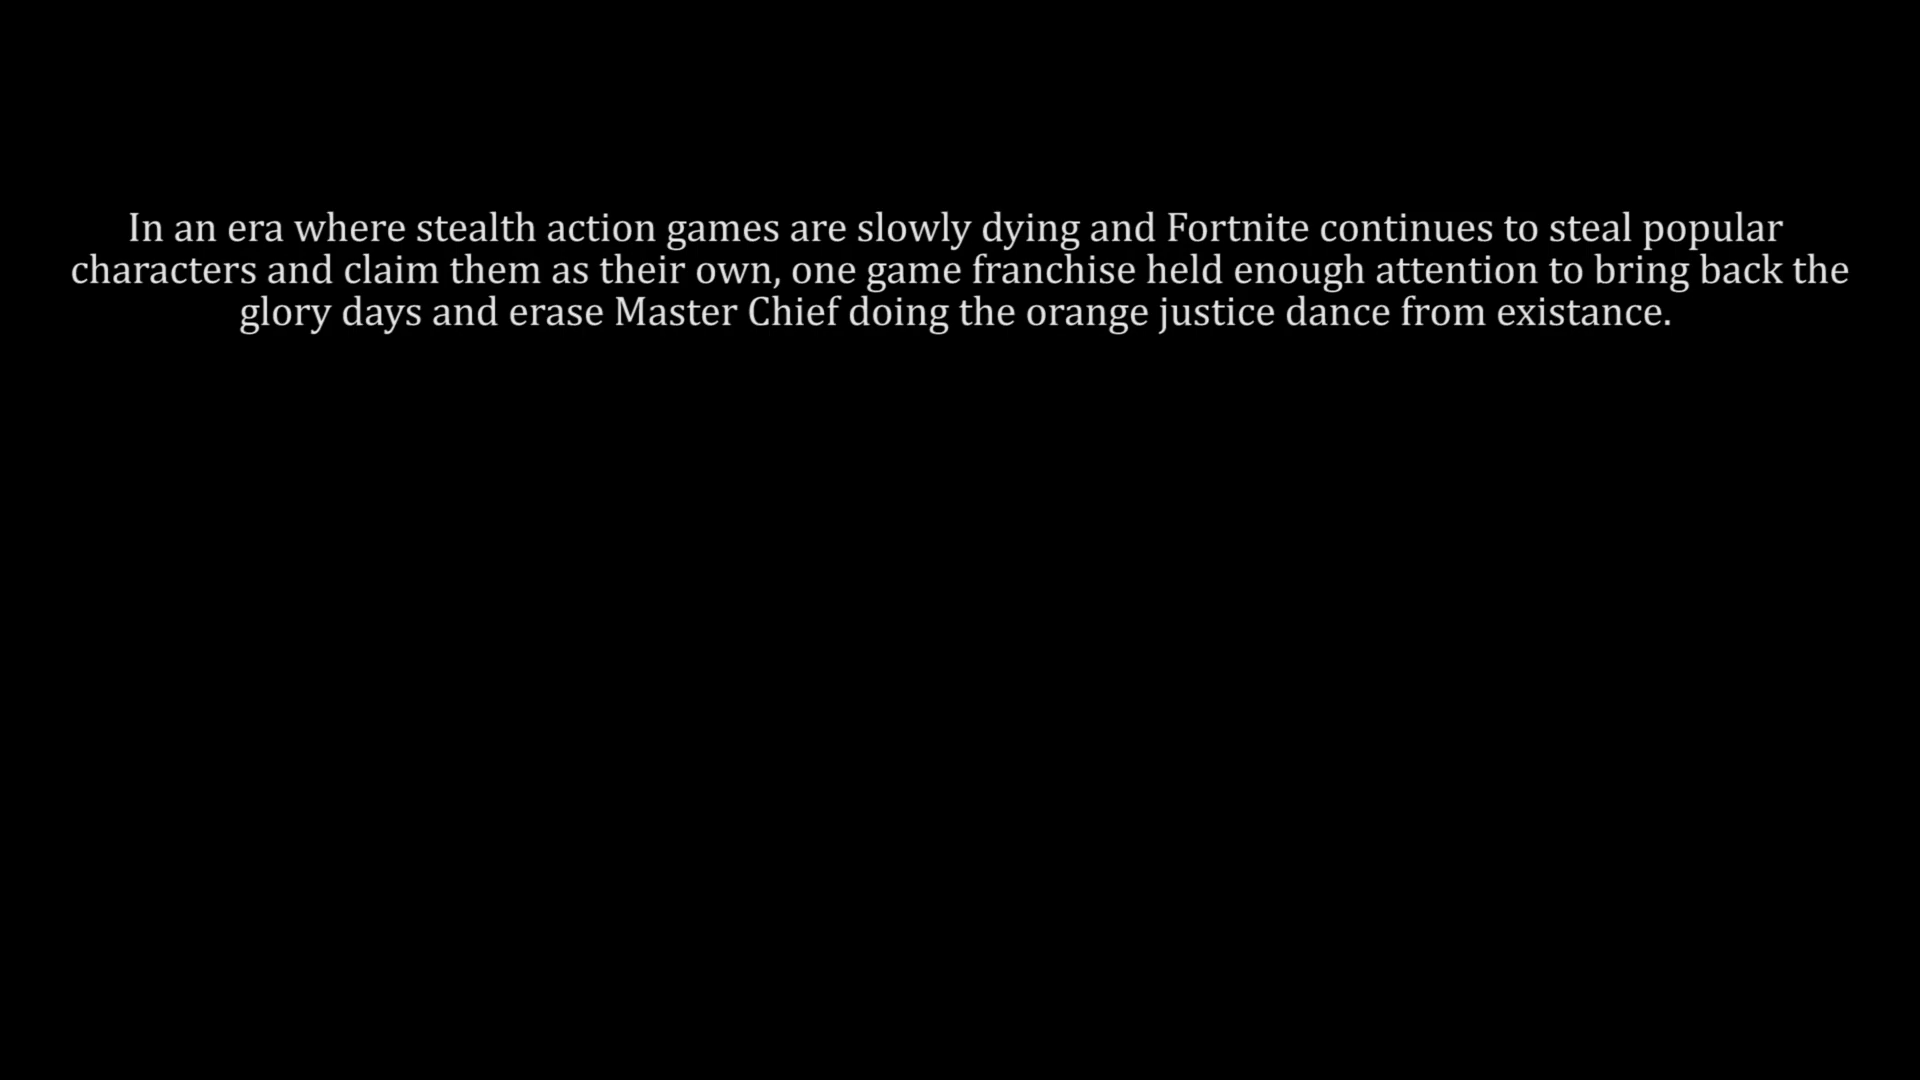 In an era where stealth action games are slowly dying and Fortnite continues to steal popular
characters and claim them as their own, one game franchise held enough attention to bring back the
glory days and erase Master Chief doing the orange justice dance from existance.